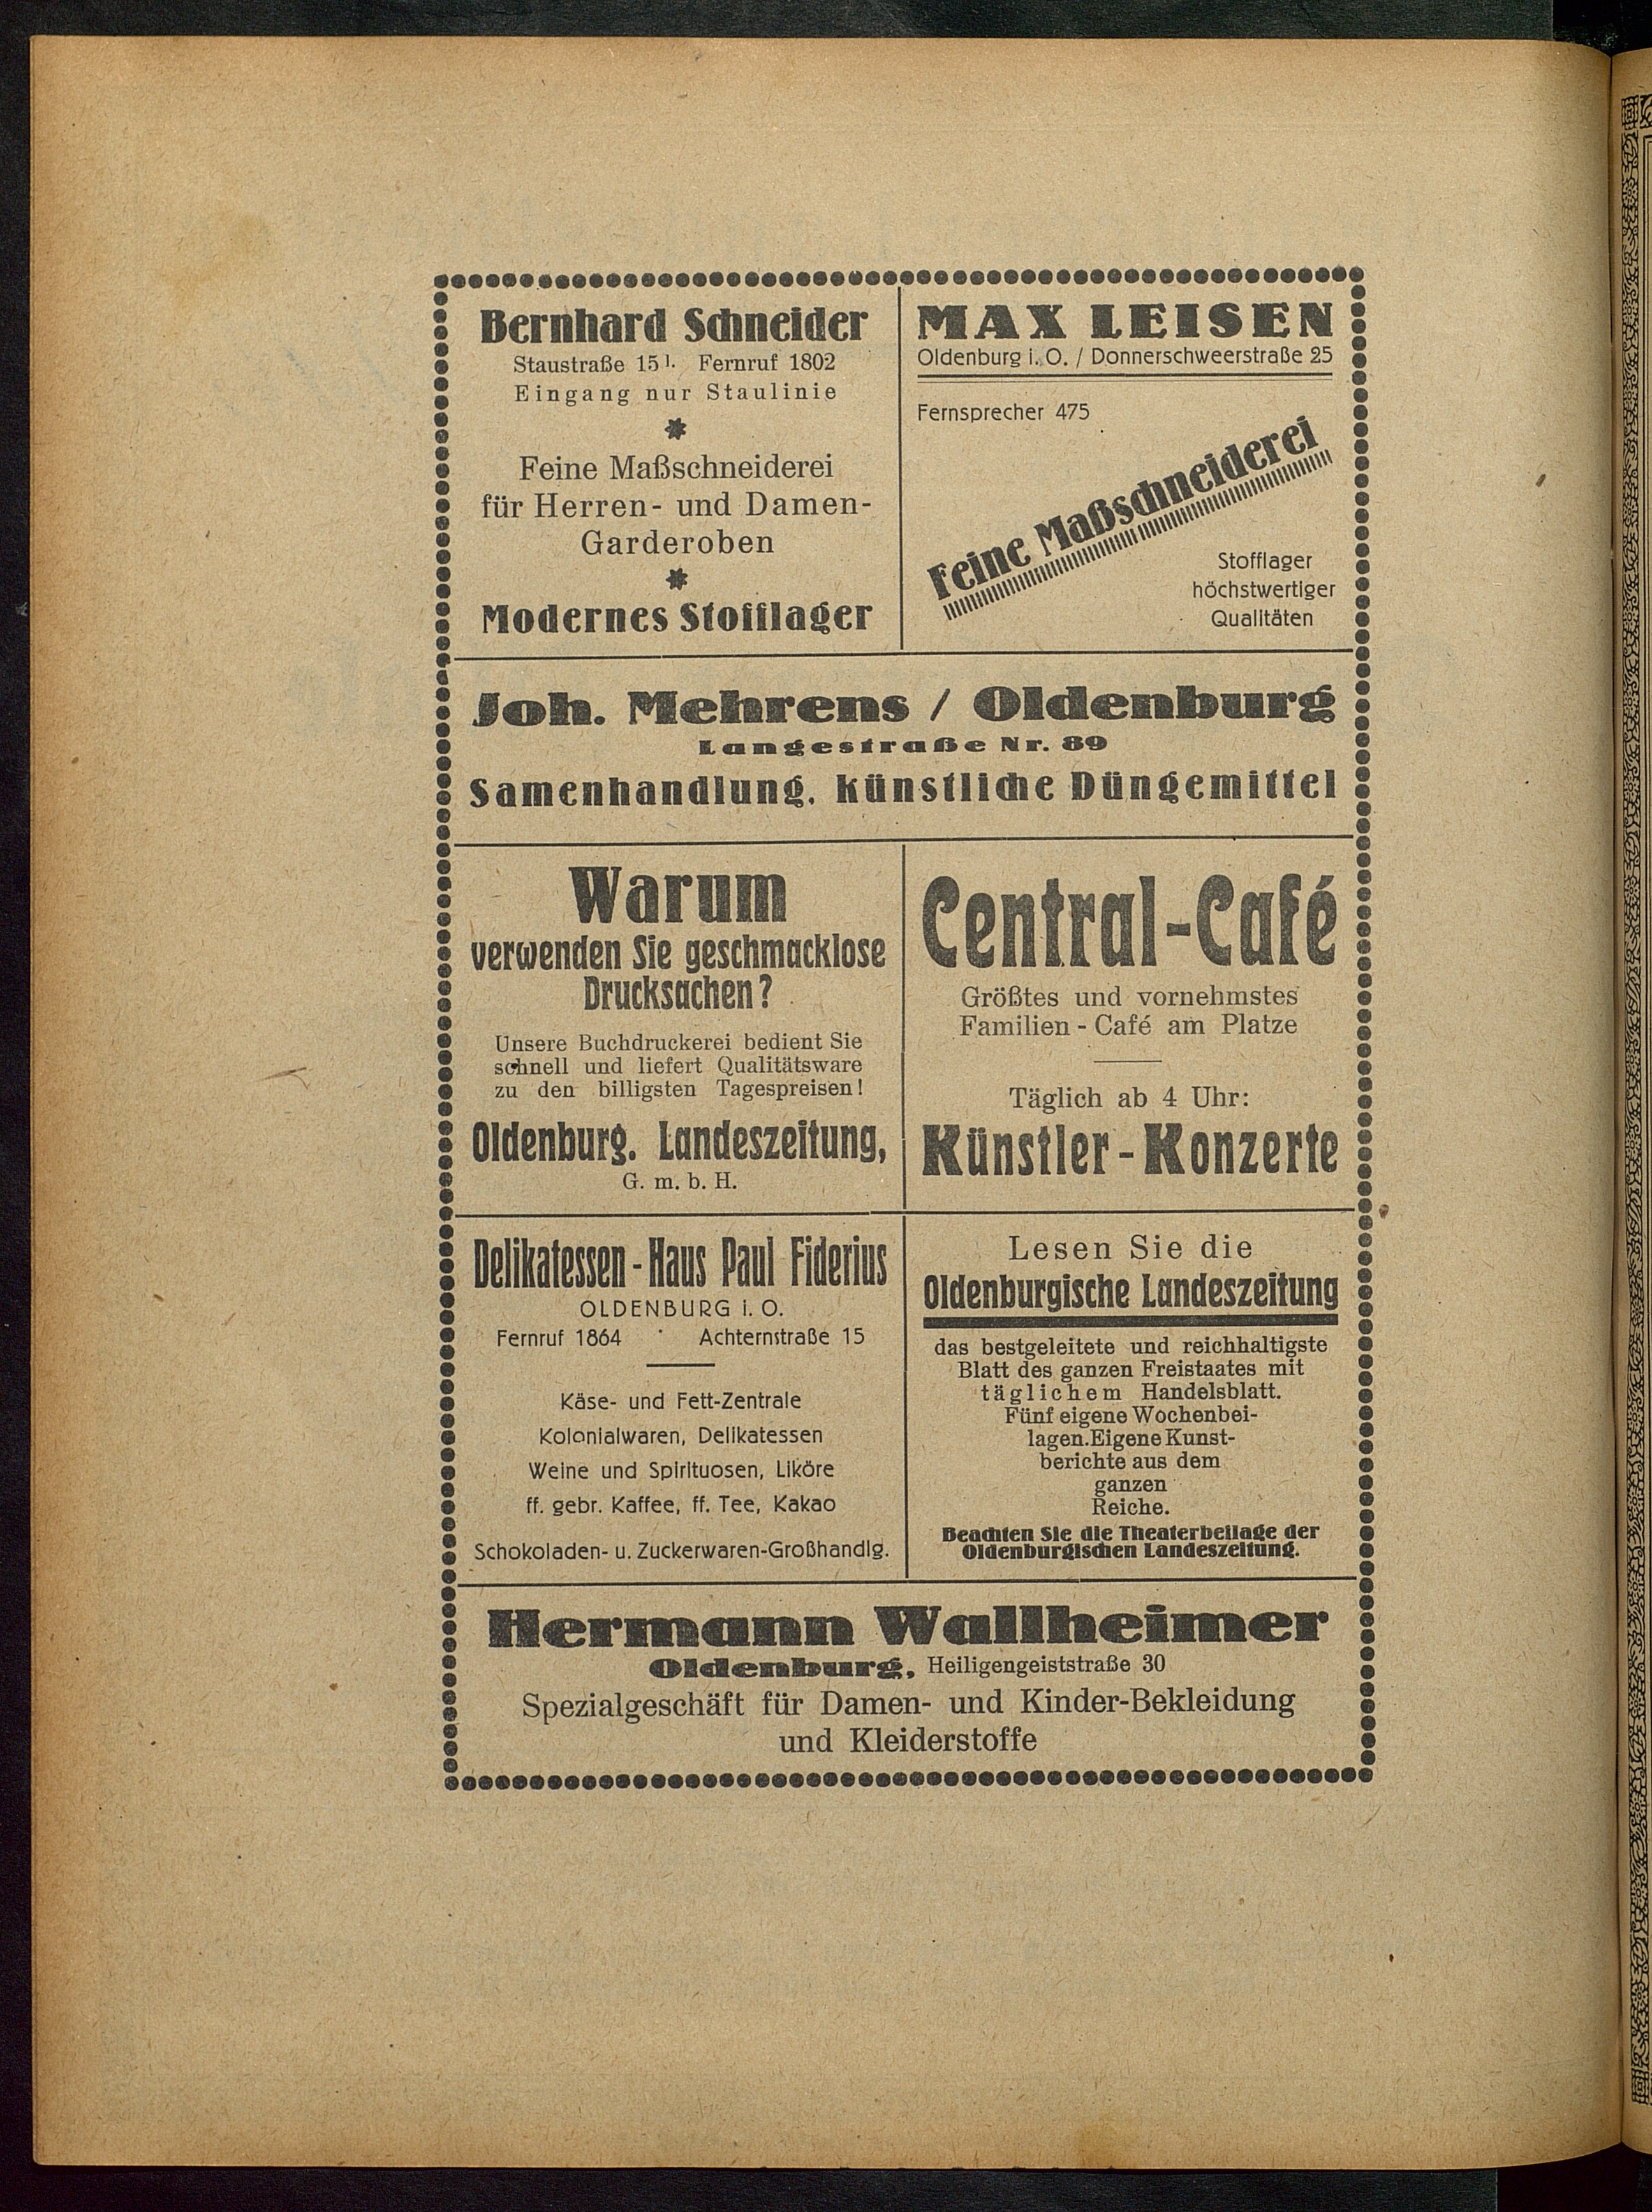 Bernhard Schneider
Staustraße 15 I. Fernruf 1802
Eingang nur Staulinie
Feine Maßschneiderei
für Herren- und Damen-
Garderoben
Modernes Stofflager
MAX LEISEN
Oldenburg i. O. / Donnerschweerstraße 25
Fernsprecher 475
Feine Maßschneiderei
Stofflager
höchstwertiger
Qualitäten
Joh. Mehrens / Oldenburg
Langestraße Nr. 89
Samenhandlung, künstliche Düngemittel
Warum
verwenden Sie geschmacklose
Drucksachen?
Unsere Buchdruckerei bedient Sie
schnell und liefert Qualitätsware
zu den billigsten Tagespreisen!
Oldenburg. Landeszeitung,
G. m. b. H.
Central-Café
Größtes und vornehmstes
Familien-Café am Platze
Täglich ab 4 Uhr:
Künstler-Konzerte
Delikatessen-Haus Paul Fiderius
OLDENBURG i. O.
Fernruf 1864 · Achternstraße 15
Käse- und Fett-Zentrale
Kolonialwaren, Delikatessen
Weine und Spirituosen, Liköre
ff. gebr. Kaffee, ff. Tee, Kakao
Schokoladen- u. Zuckerwaren-Großhandlg.
Lesen Sie die
Oldenburgische Landeszeitung
das bestgeleitete und reichhaltigste
Blatt des ganzen Freistaates mit
täglichem Handelsblatt.
Fünf eigene Wochenbei-
lagen. Eigene Kunst-
berichte aus dem
ganzen
Reiche.
Beachten Sie die Theaterbeilage der
Oldenburgischen Landeszeitung.
Hermann Wallheimer
Oldenburg, Heiligengeiststraße 30
Spezialgeschäft für Damen- und Kinder-Bekleidung
und Kleiderstoffe